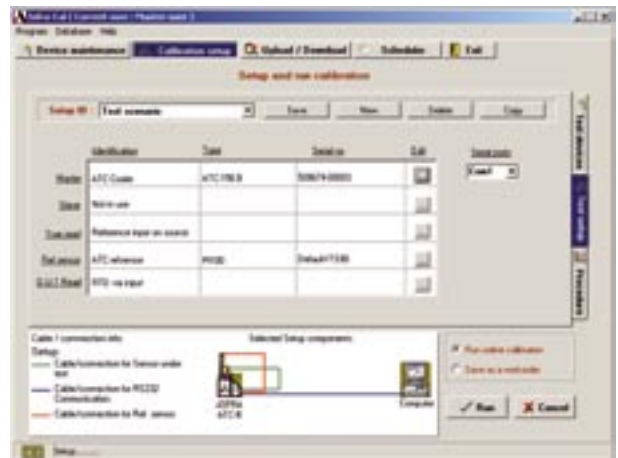 Program Database Help
Device maintenance Calibration setup Upload / Download Scheduler Exit
Setup and run calibration
Setup ID Test scenario Save New Delete Copy
Identification Type Serial no Edit Serial ports
Master ATC Cooler ATC 156 B Com1
Slave Not in use
True read Reference input on source
Ref sensor ATC reference
D.U.T Read RTD via input
Test devices
Test setup
Procedure
Cable / connection info
Setup
Cable/connection for Sensor under test
Cable/connection for RS232 Communication
Cable/connection for Ref. sensor
Selected Setup components
ATC-B
Computer
Run online calibration
Save as a workorder
Run Cancel
Setup........